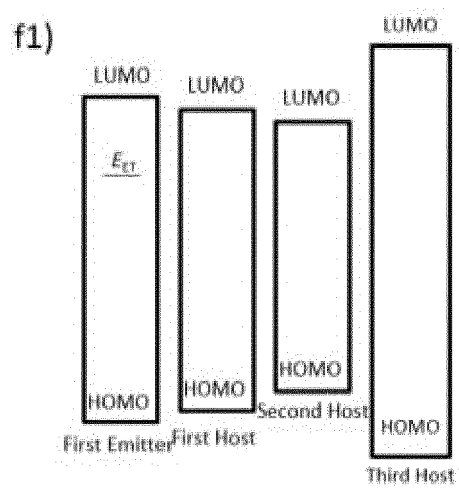 f1)
LUMO
LUMO
LUMO
LUMO
E_ET
HOMO
HOMO
HOMO
HOMO
First Emitter
First Host
Second Host
Third Host